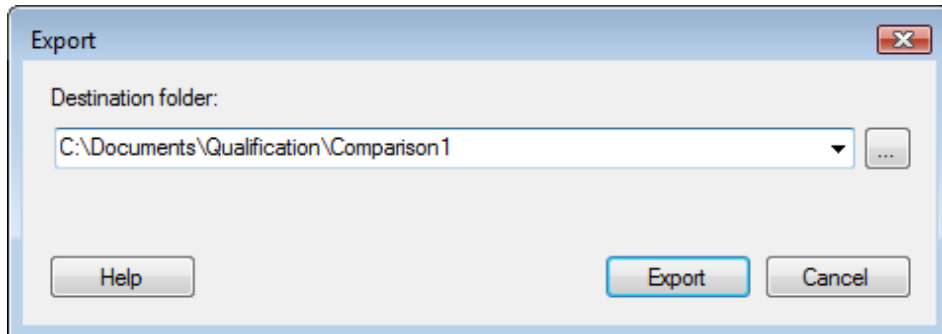 Export
Destination folder:
C:\Documents\Qualification\Comparison1
...
Help
Export
Cancel